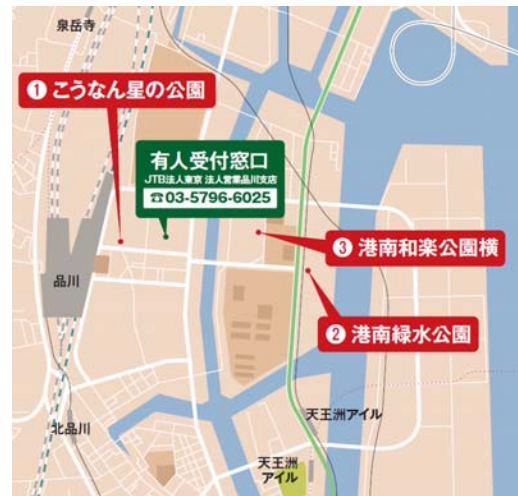 泉岳寺
❶ こうなん星の公園
有人受付窓口
JTB法人東京 法人営業品川支店
☎03-5796-6025
❸ 港南和楽公園横
品川
❷ 港南緑水公園
天王洲アイル
北品川
天王洲
アイル